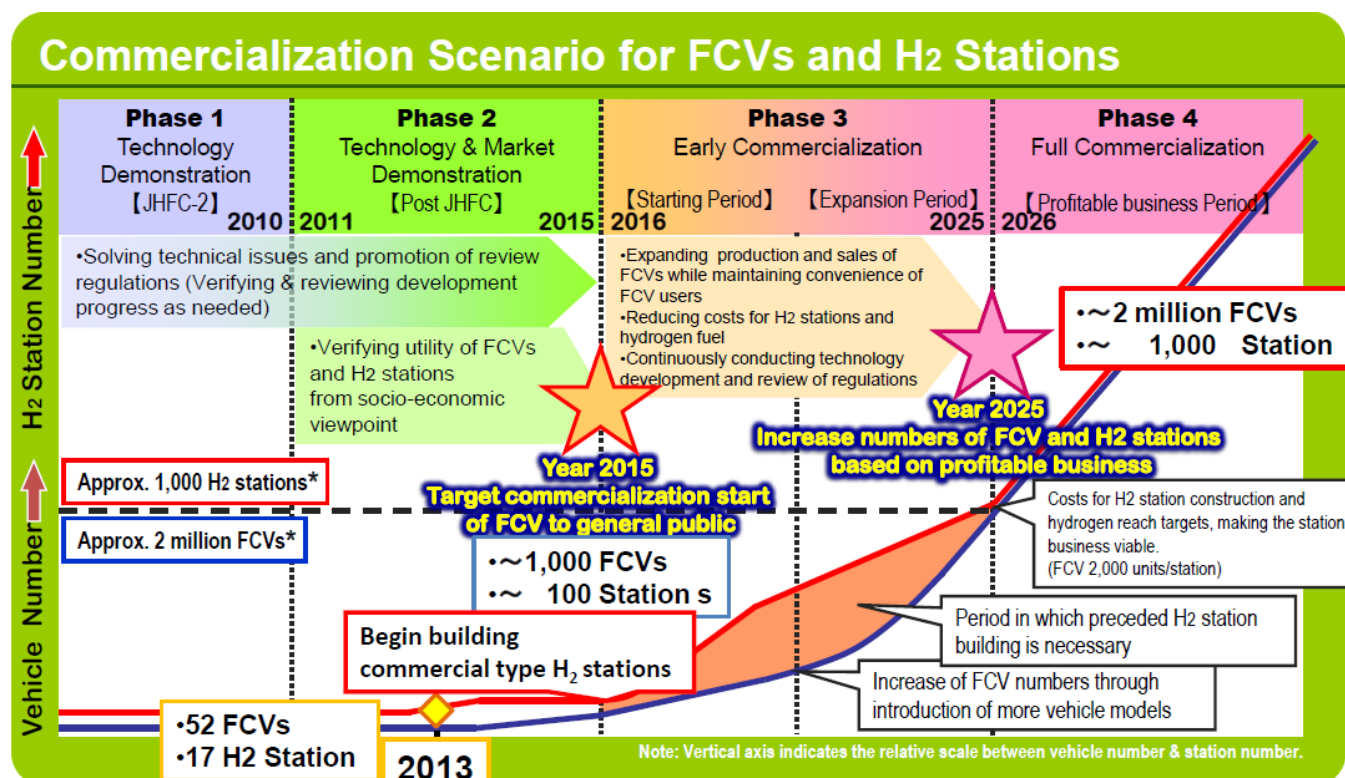 Commercialization Scenario for FCVs and H2 Stations
Phase 1
Technology
Demonstration
【JHFC-2】
2010
Phase 2
Technology & Market
Demonstration
【Post JHFC】
2011
2015
Phase 3
Early Commercialization
【Starting Period】
【Expansion Period】
2016
2025
Phase 4
Full Commercialization
【Profitable business Period】
2026
H2 Station Number
Vehicle Number
•Solving technical issues and promotion of review
regulations (Verifying & reviewing development
progress as needed)
•Verifying utility of FCVs
and H2 stations
from socio-economic
viewpoint
•Expanding production and sales of
FCVs while maintaining convenience of
FCV users
•Reducing costs for H2 stations and
hydrogen fuel
•Continuously conducting technology
development and review of regulations
•～2 million FCVs
•～ 1,000 Station
Year 2025
Increase numbers of FCV and H2 stations
based on profitable business
Year 2015
Target commercialization start
of FCV to general public
Approx. 1,000 H2 stations*
Approx. 2 million FCVs*
•～1,000 FCVs
•～ 100 Station s
Costs for H2 station construction and
hydrogen reach targets, making the station
business viable.
(FCV 2,000 units/station)
Period in which preceded H2 station
building is necessary
Begin building
commercial type H2 stations
Increase of FCV numbers through
introduction of more vehicle models
•52 FCVs
•17 H2 Station
2013
Note: Vertical axis indicates the relative scale between vehicle number & station number.